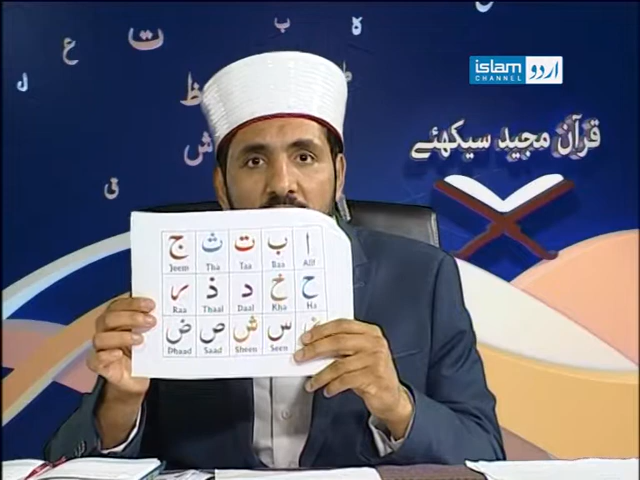 islam
CHANNEL
اردو
قرآن مجید سیکھئے
ت
ب
ه
ع
ل
ظ
ط
ش
ق
ج ث ت ب ا
Jeem Tha Taa Baa Alif
ر ذ د خ ح
Raa Thaal Daal Kha Ha
ض ص ش س
Dhaad Saad Sheen Seen